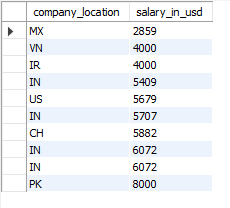 company_location salary_in_usd
MX 2859
VN 4000
IR 4000
IN 5409
US 5679
IN 5707
CH 5882
IN 6072
IN 6072
PK 8000